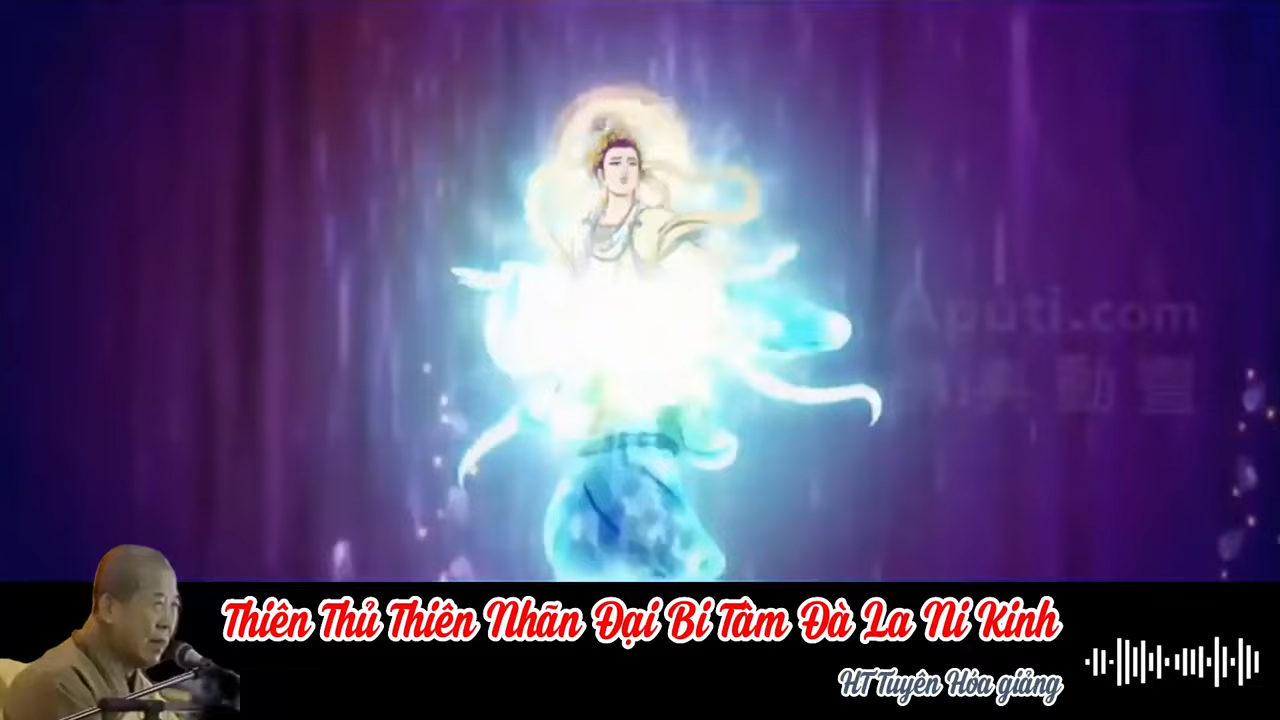 Aputi.com
Thiên Thủ Thiên Nhãn Đại Bi Tâm Đà La Ni Kinh
HT Tuyên Hóa giảng